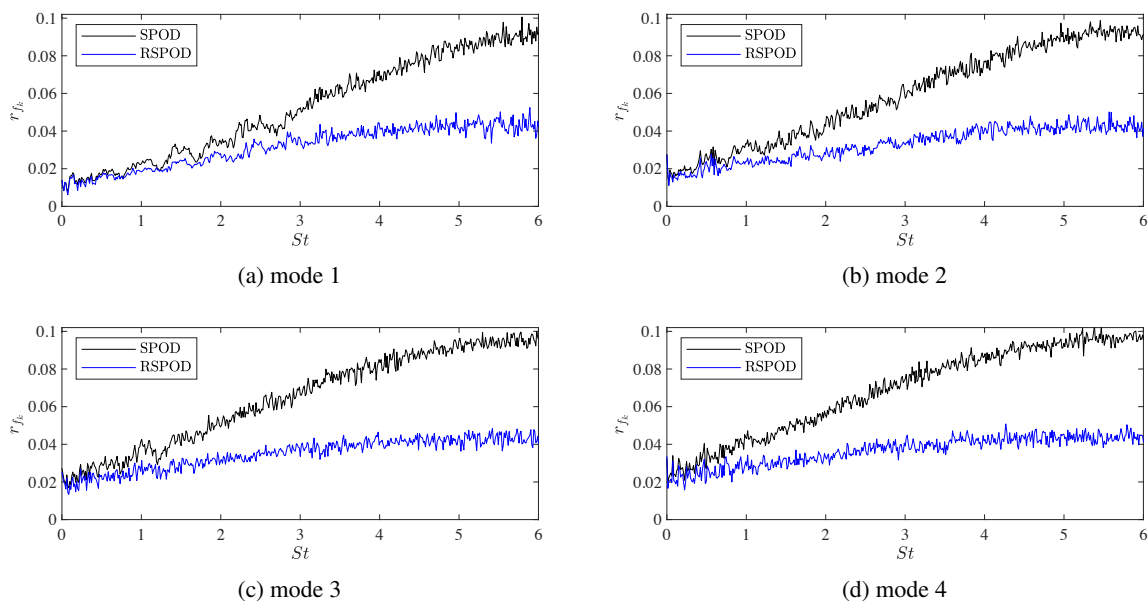 0.1
0.08
0.06
0.04
0.02
0
r_{f_k}
SPOD
RSPOD
0 1 2 3 4 5 6
St
(a) mode 1
0.1
0.08
0.06
0.04
0.02
0
r_{f_k}
SPOD
RSPOD
0 1 2 3 4 5 6
St
(b) mode 2
0.1
0.08
0.06
0.04
0.02
0
r_{f_k}
SPOD
RSPOD
0 1 2 3 4 5 6
St
(c) mode 3
0.1
0.08
0.06
0.04
0.02
0
r_{f_k}
SPOD
RSPOD
0 1 2 3 4 5 6
St
(d) mode 4